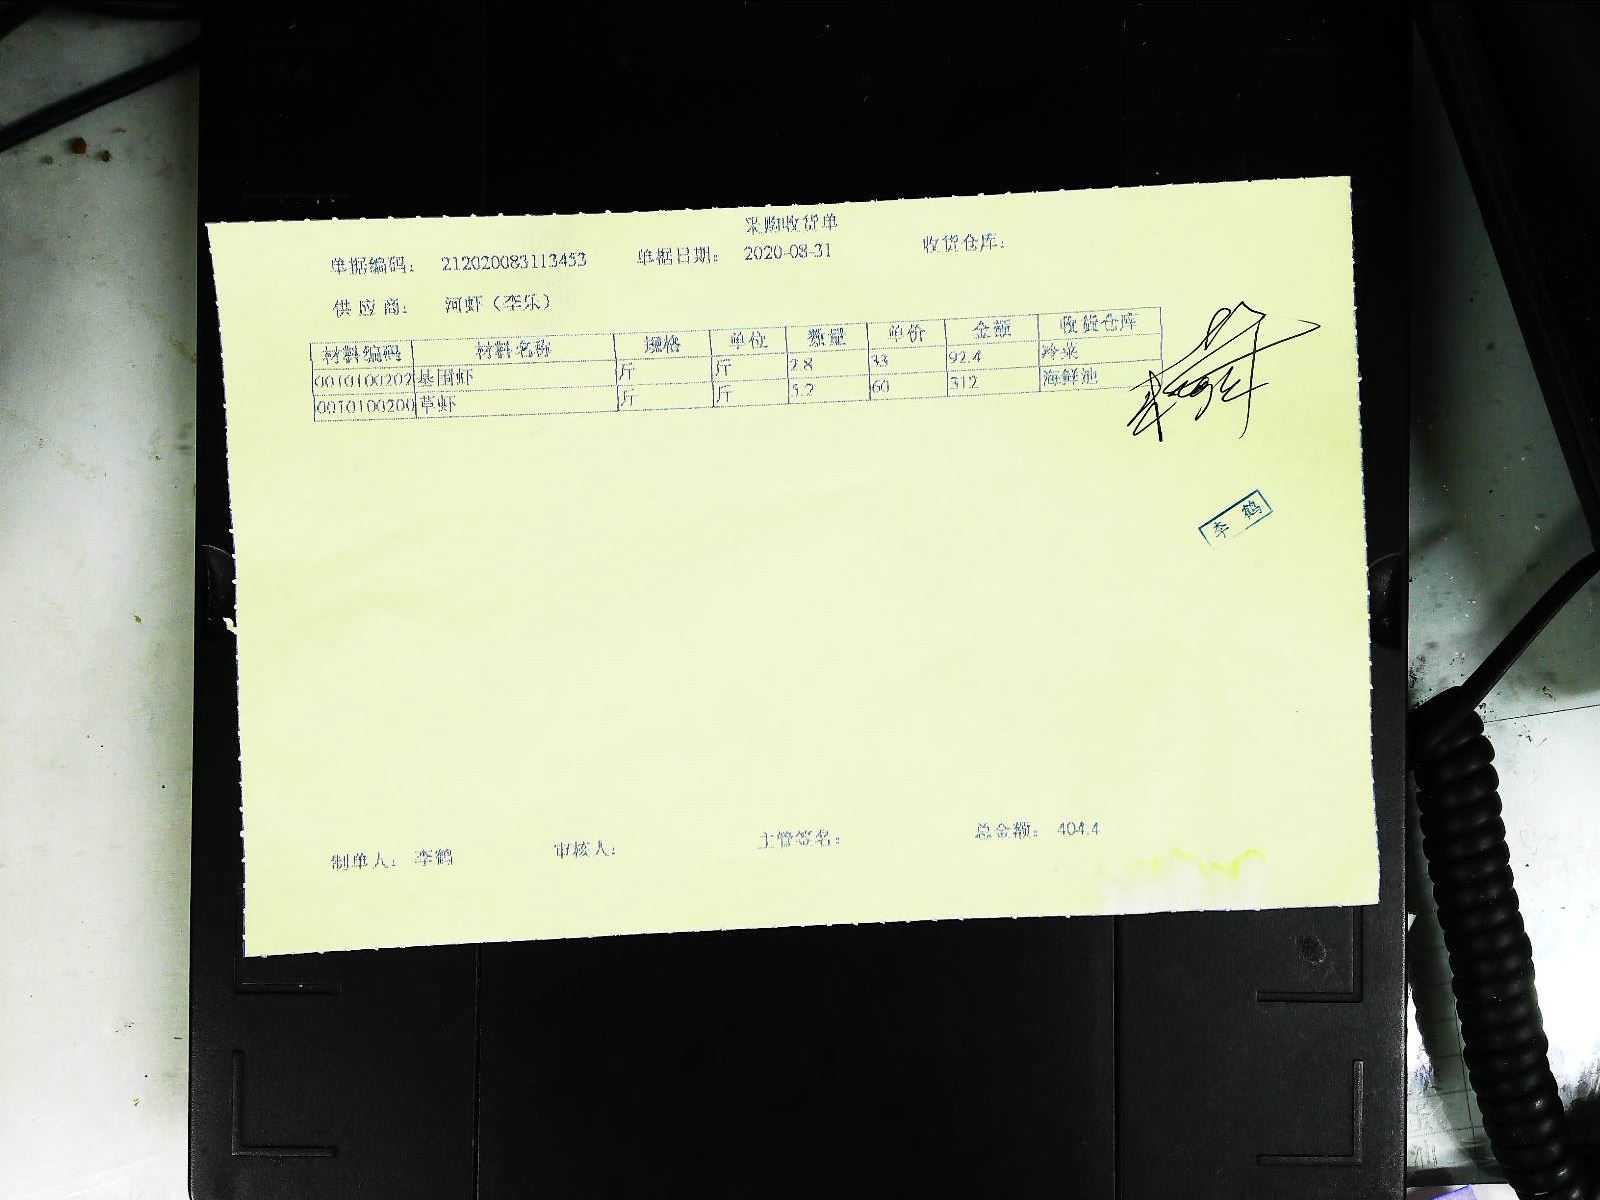 采购收货单
单据编码： 212020083113453 单据日期： 2020-08-31 收货仓库：
供 应 商： 河虾（李乐）
材料编码 材料名称 规格 单位 数量 单价 金额 收货仓库
0010100202 基围虾 斤 斤 2.8 33 92.4 冷菜
0010100200 草虾 斤 斤 5.2 60 312 海鲜池
李 鹤
制单人： 李鹤 审核人： 主管签名： 总金额： 404.4